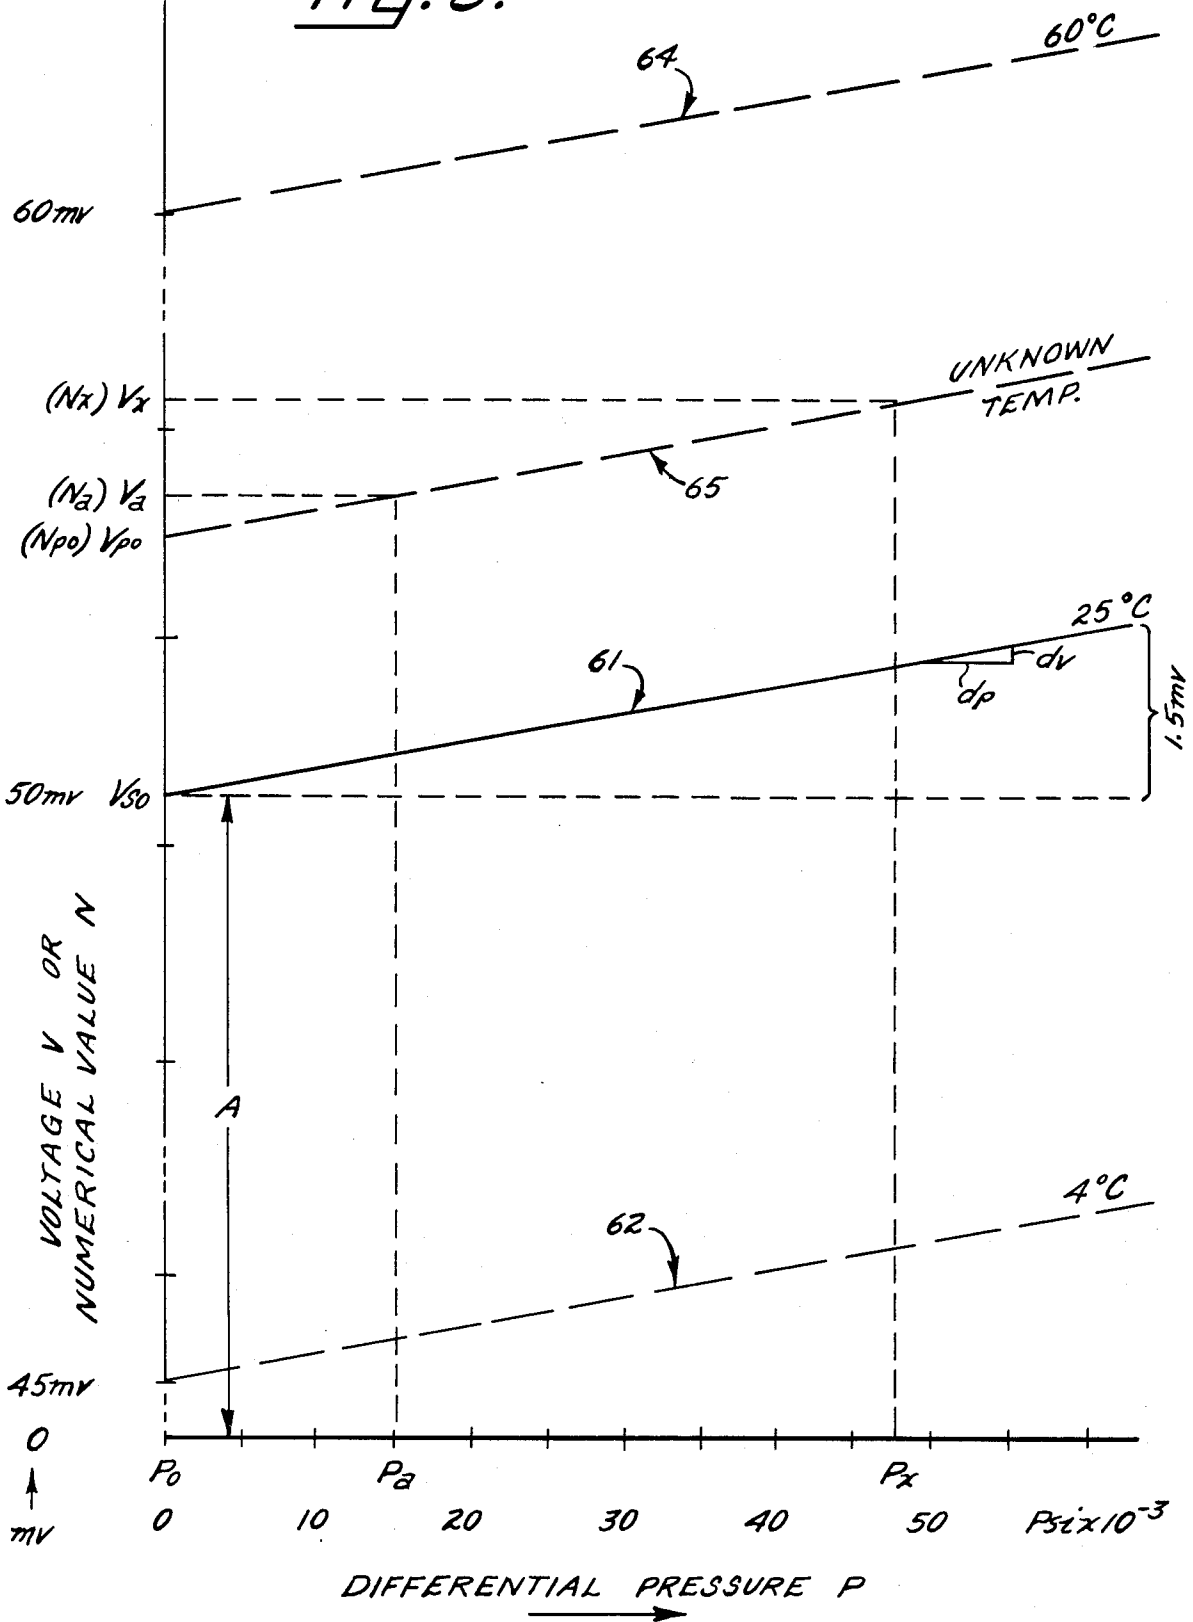 60°C
64
60mv
UNKNOWN
TEMP.
(Nx) Vx
65
(Na) Va
(Npo) Vpo
25°C
61
dv
dp
1.5mv
50mv Vso
VOLTAGE V OR
NUMERICAL VALUE N
A
4°C
62
45mv
0
mv
Po Pa Px
0 10 20 30 40 50 Psi x 10-3
DIFFERENTIAL PRESSURE P